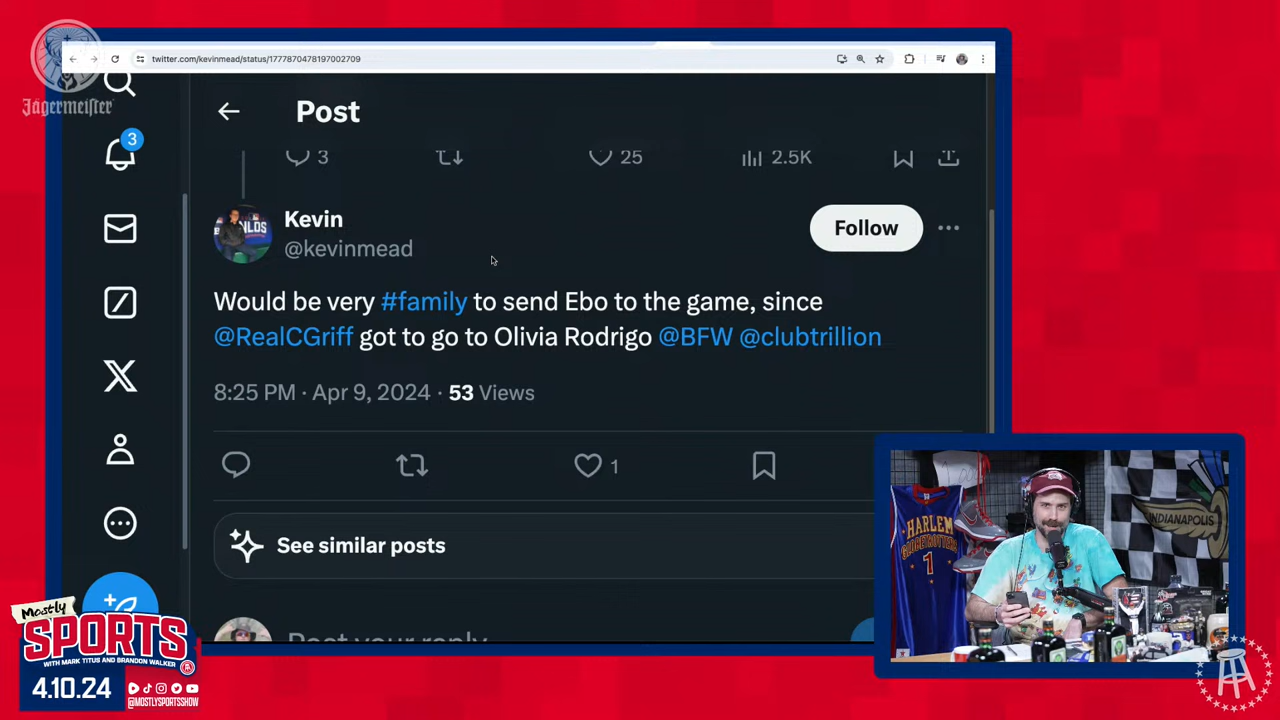 Jägermeister
twitter.com/kevinmead/status/1777870478197002709
Post
3
3 25 2.5K
Kevin
@kevinmead
Follow
Would be very #family to send Ebo to the game, since
@RealCGriff got to go to Olivia Rodrigo @BFW @clubtrillion
8:25 PM · Apr 9, 2024 · 53 Views
1
See similar posts
Post your reply
HARLEM
GLOBETROTTERS
1
INDIANAPOLIS
Mostly
SPORTS
WITH MARK TITUS AND BRANDON WALKER
4.10.24
@MOSTLYSPORTSSHOW